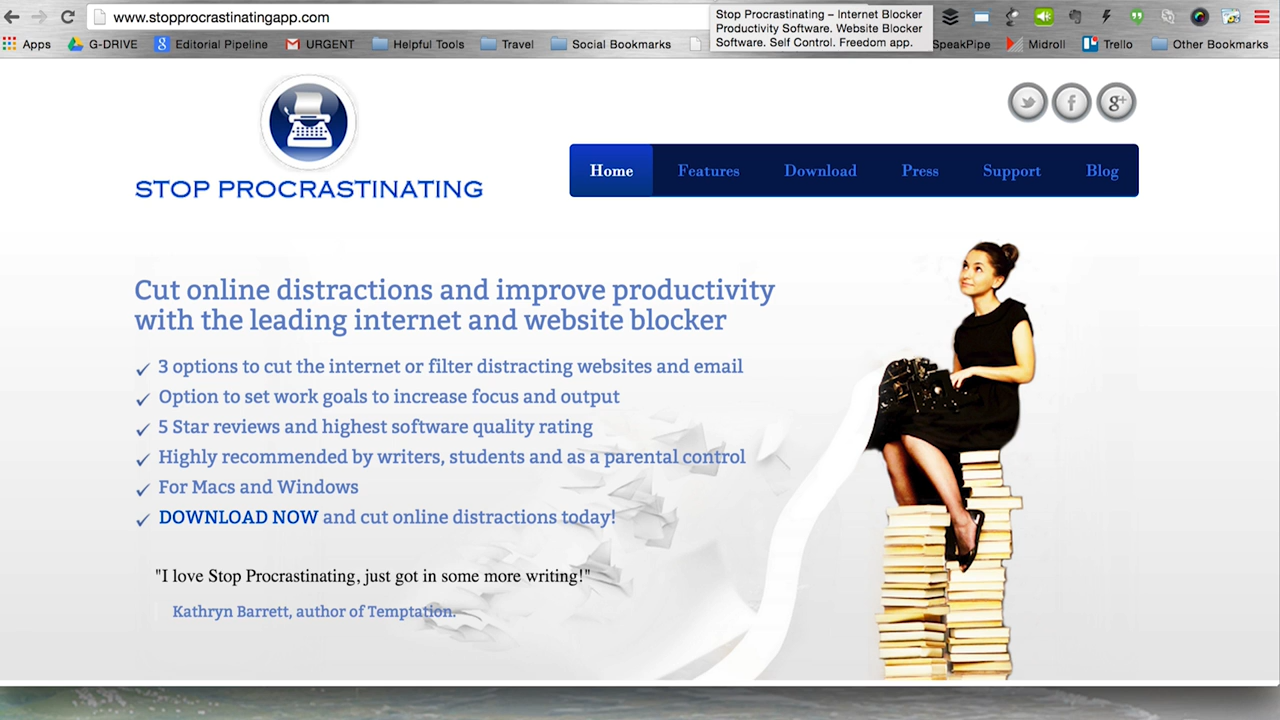 www.stopprocrastinatingapp.com
Stop Procrastinating – Internet Blocker
Productivity Software. Website Blocker
Software. Self Control. Freedom app.
Apps
G-DRIVE
8 Editorial Pipeline
URGENT
Helpful Tools
Travel
Social Bookmarks
SpeakPipe
Midroll
Trello
Other Bookmarks
STOP PROCRASTINATING
f
g+
Home
Features
Download
Press
Support
Blog
Cut online distractions and improve productivity
with the leading internet and website blocker
3 options to cut the internet or filter distracting websites and email
Option to set work goals to increase focus and output
5 Star reviews and highest software quality rating
Highly recommended by writers, students and as a parental control
For Macs and Windows
DOWNLOAD NOW and cut online distractions today!
"I love Stop Procrastinating, just got in some more writing!"
Kathryn Barrett, author of Temptation.